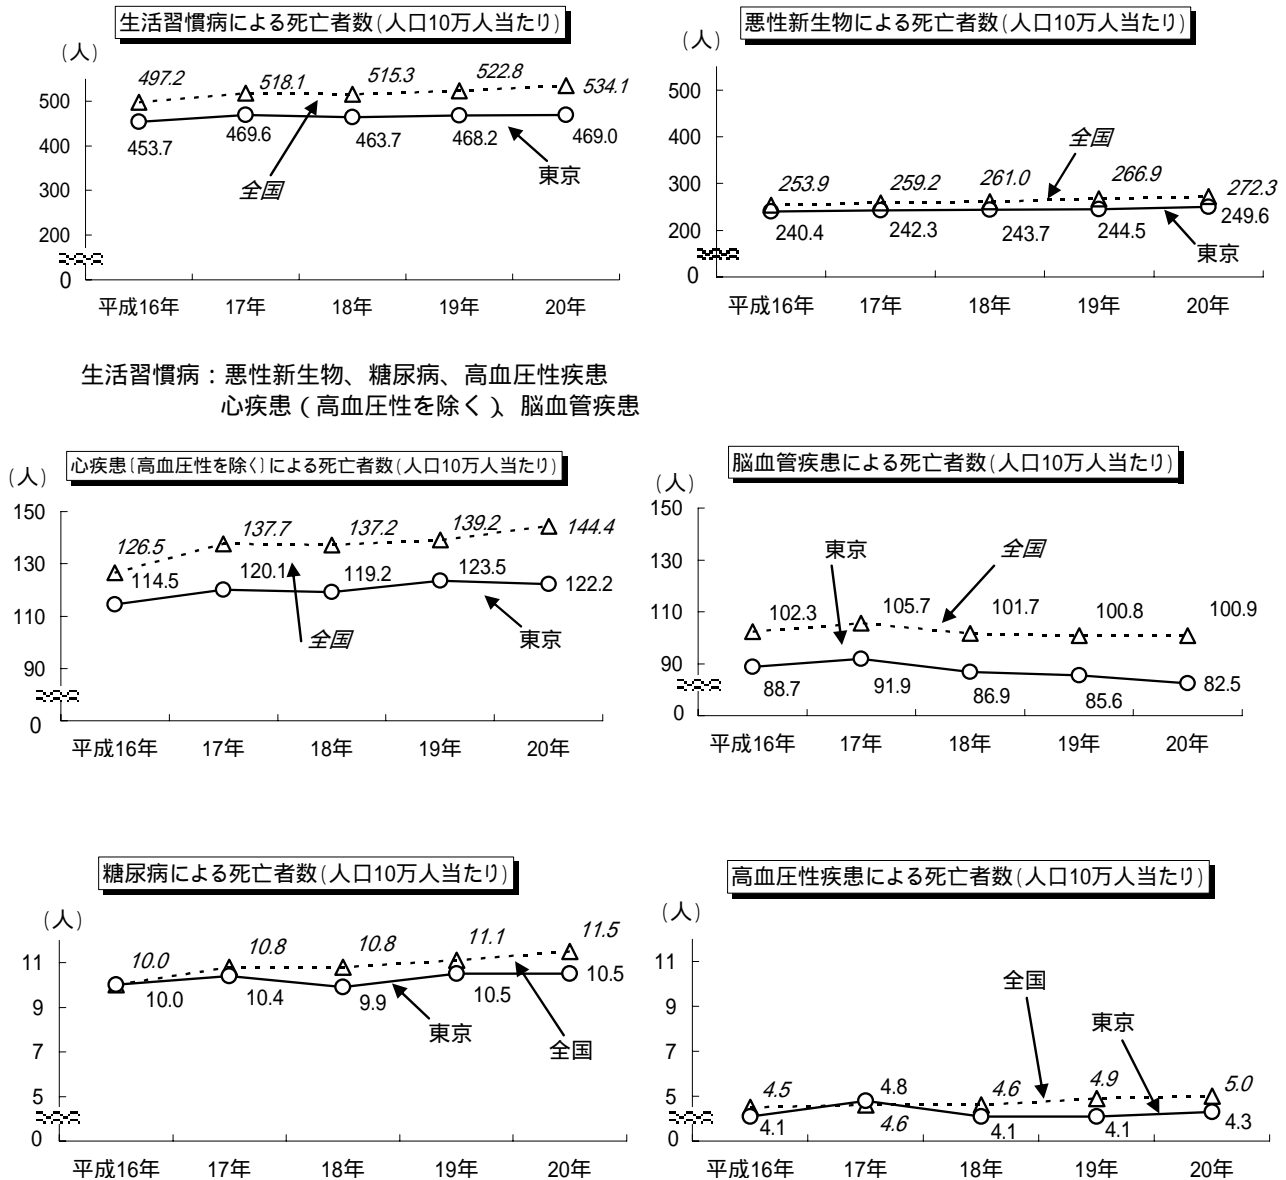 生活習慣病による死亡者数(人口10万人当たり)
(人)
500
400
300
200
0
497.2
518.1
515.3
522.8
534.1
453.7
469.6
463.7
468.2
469.0
全国
東京
平成16年 17年 18年 19年 20年
悪性新生物による死亡者数(人口10万人当たり)
(人)
500
400
300
200
0
全国
253.9
259.2
261.0
266.9
272.3
240.4
242.3
243.7
244.5
249.6
東京
平成16年 17年 18年 19年 20年
生活習慣病：悪性新生物、糖尿病、高血圧性疾患
心疾患（高血圧性を除く）、脳血管疾患
心疾患(高血圧性を除く)による死亡者数(人口10万人当たり)
(人)
150
130
110
90
0
126.5
137.7
137.2
139.2
144.4
114.5
120.1
119.2
123.5
122.2
全国
東京
平成16年 17年 18年 19年 20年
脳血管疾患による死亡者数(人口10万人当たり)
(人)
150
130
110
90
0
東京
全国
102.3
105.7
101.7
100.8
100.9
88.7
91.9
86.9
85.6
82.5
平成16年 17年 18年 19年 20年
糖尿病による死亡者数(人口10万人当たり)
(人)
11
9
7
5
0
10.0
10.8
10.8
11.1
11.5
10.0
10.4
9.9
10.5
10.5
東京
全国
平成16年 17年 18年 19年 20年
高血圧性疾患による死亡者数(人口10万人当たり)
(人)
11
9
7
5
0
全国
東京
4.5
4.8
4.6
4.9
5.0
4.1
4.6
4.1
4.1
4.3
平成16年 17年 18年 19年 20年